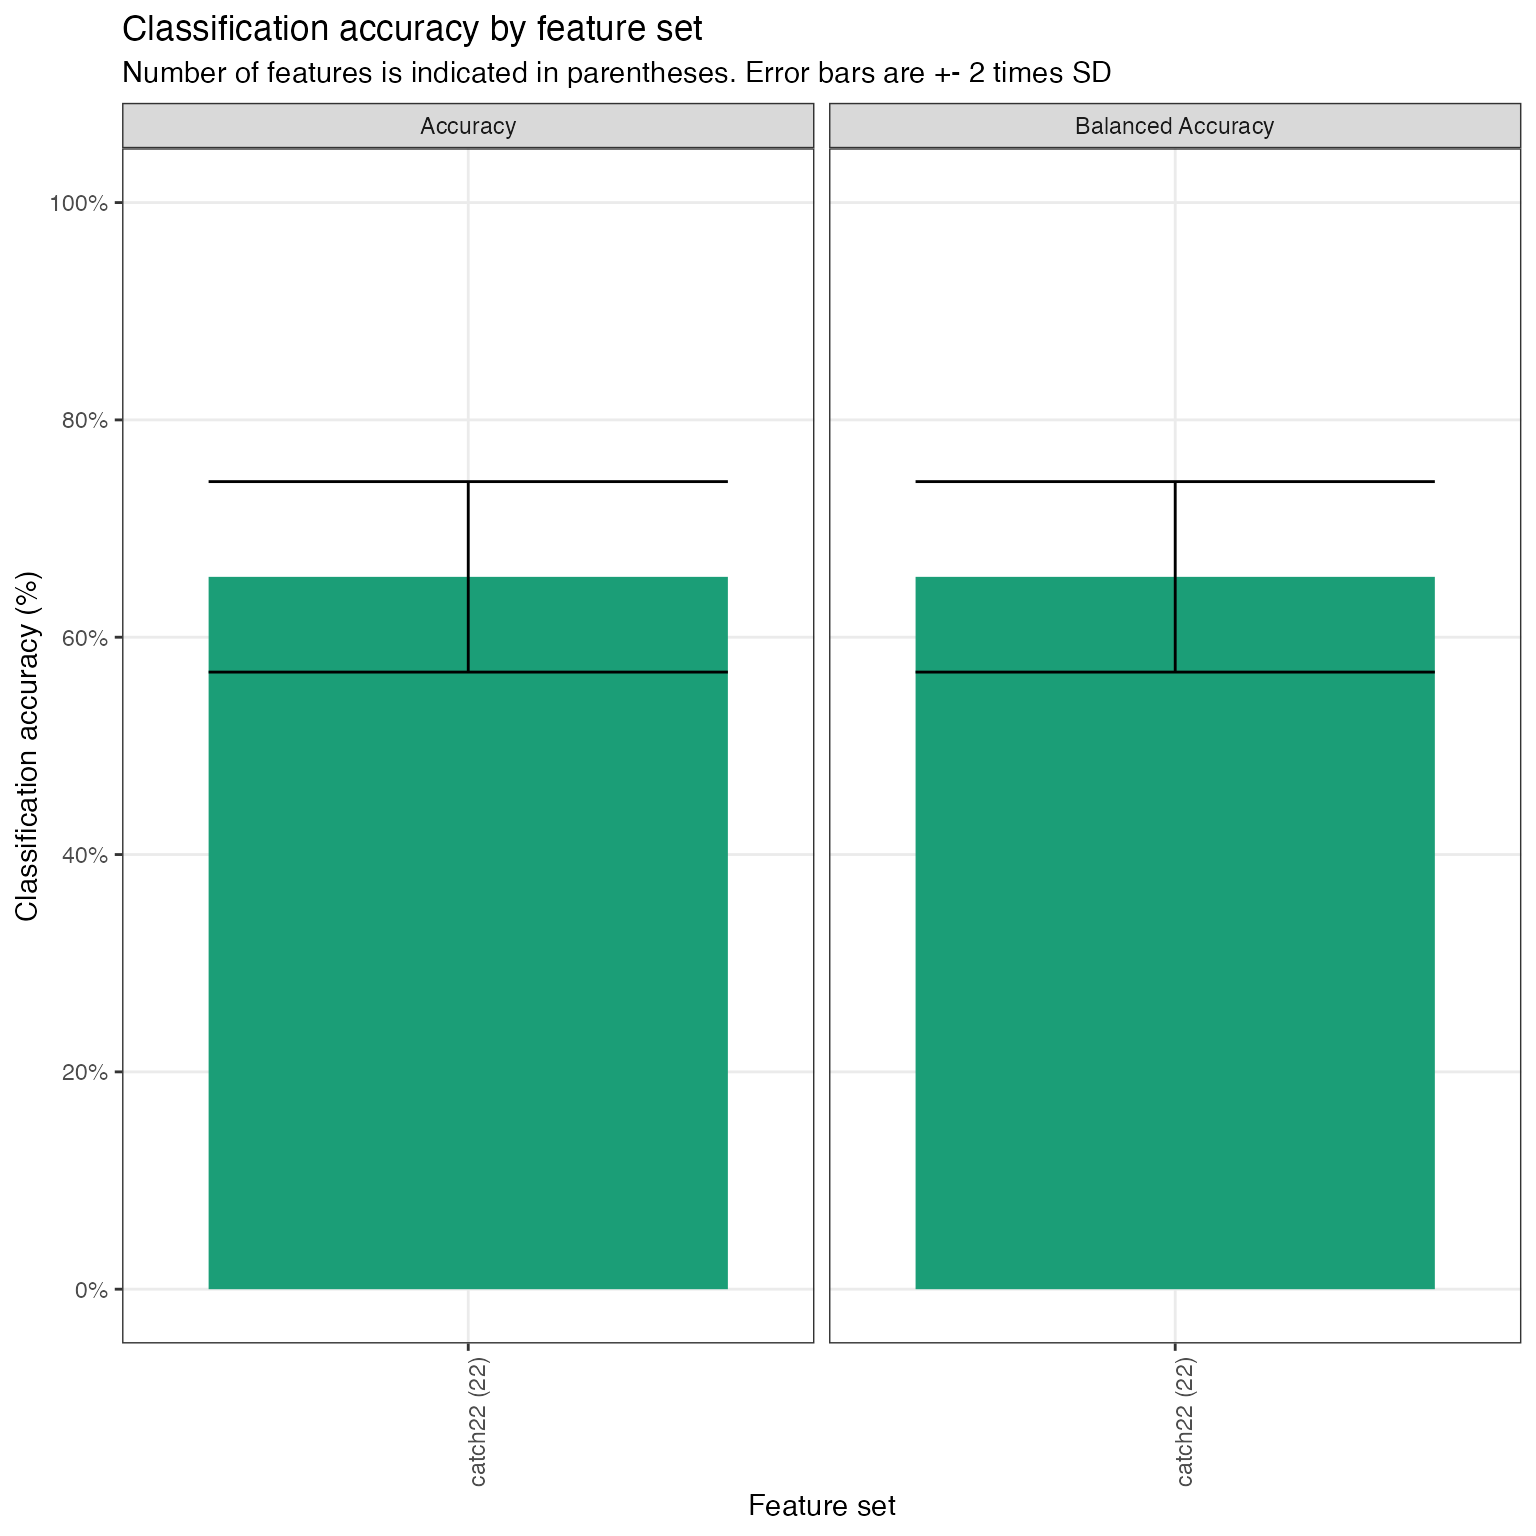 Classification accuracy by feature set
Number of features is indicated in parentheses. Error bars are +- 2 times SD
Accuracy
Balanced Accuracy
Classification accuracy (%)
100%
80%
60%
40%
20%
0%
catch22 (22)
catch22 (22)
Feature set